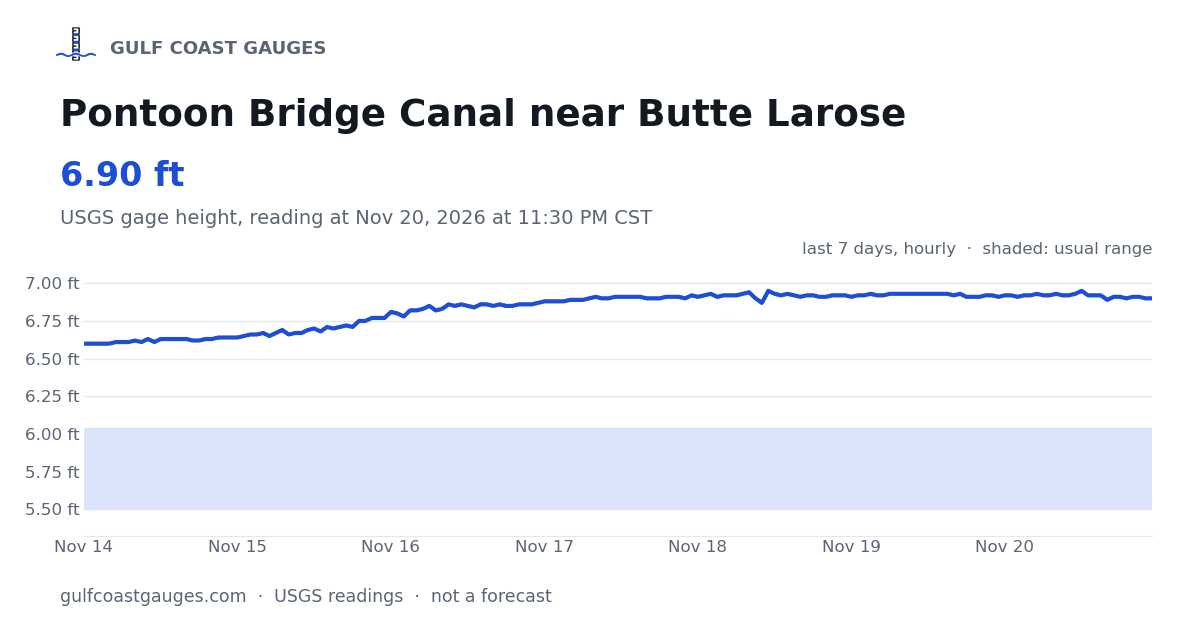 GULF COAST GAUGES
Pontoon Bridge Canal near Butte Larose
6.90 ft
USGS gage height, reading at Nov 20, 2026 at 11:30 PM CST
last 7 days, hourly · shaded: usual range
7.00 ft
6.75 ft
6.50 ft
6.25 ft
6.00 ft
5.75 ft
5.50 ft
Nov 14 Nov 15 Nov 16 Nov 17 Nov 18 Nov 19 Nov 20
gulfcoastgauges.com · USGS readings · not a forecast